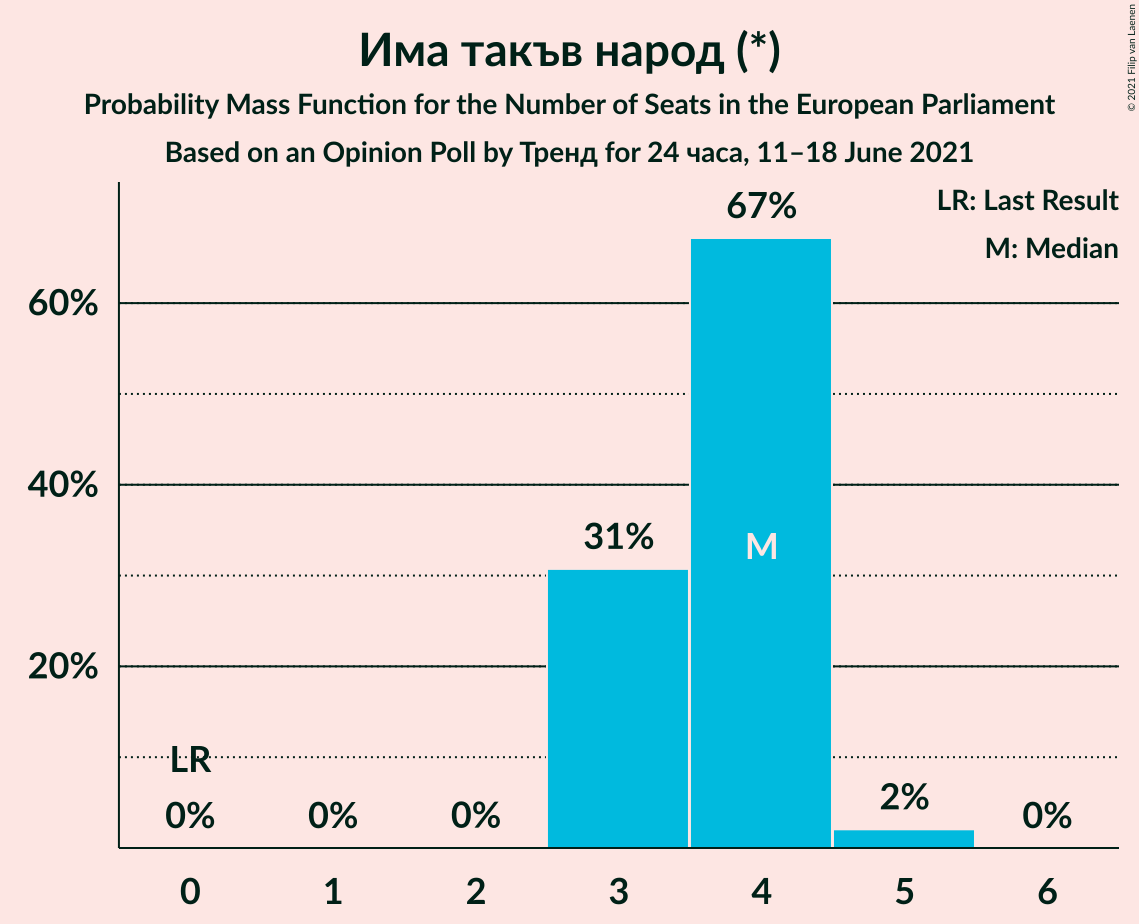 Има такъв народ (*)
Probability Mass Function for the Number of Seats in the European Parliament
Based on an Opinion Poll by Тренд for 24 часа, 11–18 June 2021
© 2021 Filip van Laenen
LR: Last Result
M: Median
67%
60%
40%
31%
M
20%
LR
0%
0%
0%
2%
0%
0
1
2
3
4
5
6